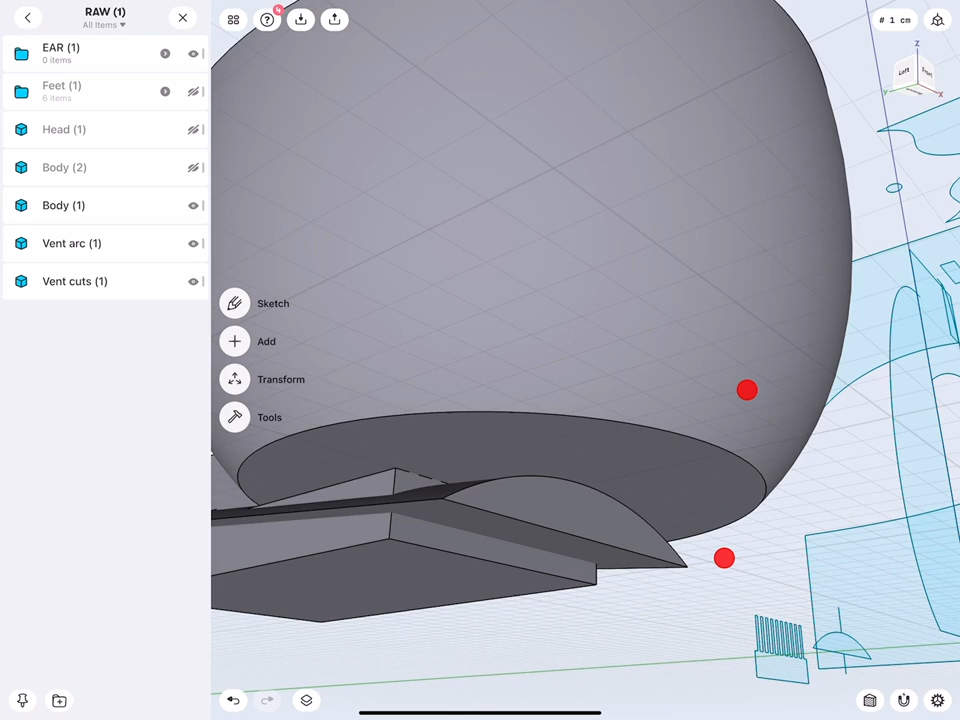 RAW (1)
All Items ▼
EAR (1)
0 items
Feet (1)
6 items
Head (1)
Body (2)
Body (1)
Vent arc (1)
Vent cuts (1)
Sketch
Add
Transform
Tools
4
# 1 cm
Z
Left
Front
Y
X